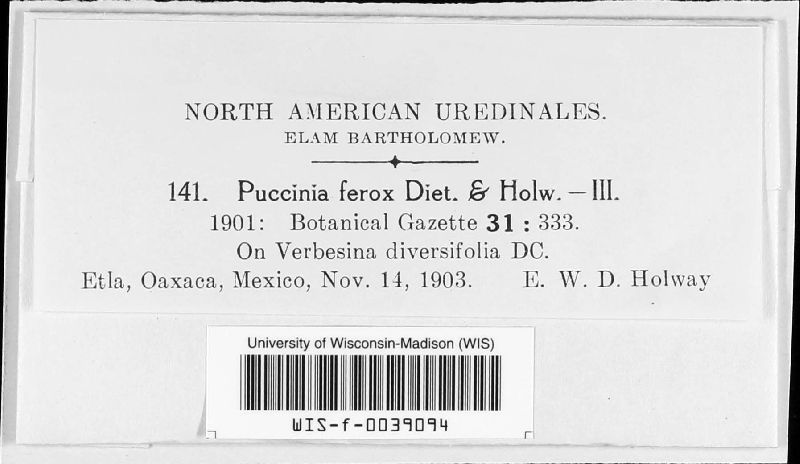 NORTH AMERICAN UREDINALES.
ELAM BARTHOLOMEW.
141. Puccinia ferox Diet. & Holw. — III.
1901: Botanical Gazette 31 : 333.
On Verbesina diversifolia DC.
Etla, Oaxaca, Mexico, Nov. 14, 1903. E. W. D. Holway
University of Wisconsin-Madison (WIS)
WIS-f-0039094